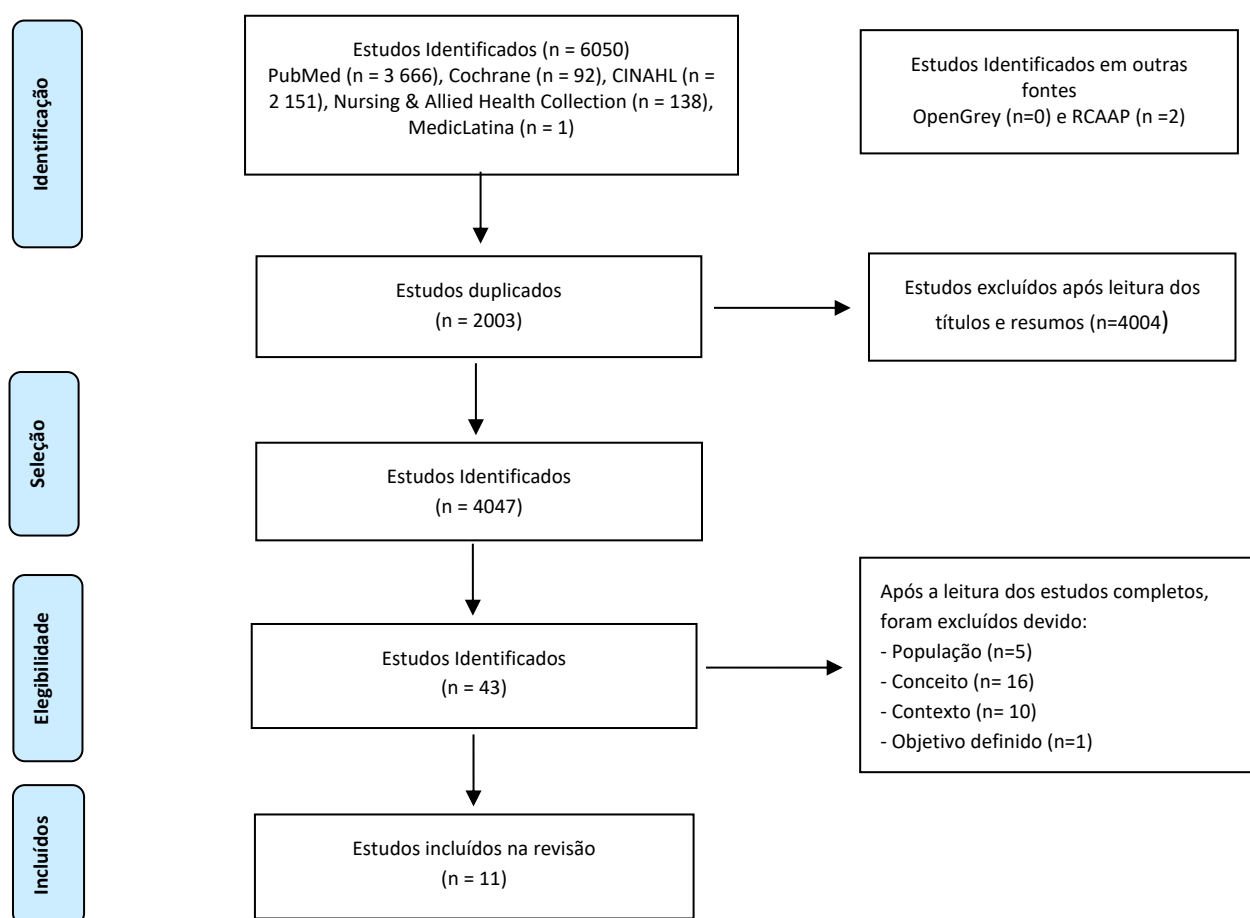 Identificação
Estudos Identificados (n = 6050)
PubMed (n = 3 666), Cochrane (n = 92), CINAHL (n =
2 151), Nursing & Allied Health Collection (n = 138),
MedicLatina (n = 1)
Estudos Identificados em outras
fontes
OpenGrey (n=0) e RCAAP (n =2)
Estudos duplicados
(n = 2003)
Estudos excluídos após leitura dos
títulos e resumos (n=4004)
Seleção
Estudos Identificados
(n = 4047)
Elegibilidade
Estudos Identificados
(n = 43)
Após a leitura dos estudos completos,
foram excluídos devido:
- População (n=5)
- Conceito (n= 16)
- Contexto (n= 10)
- Objetivo definido (n=1)
Incluídos
Estudos incluídos na revisão
(n = 11)